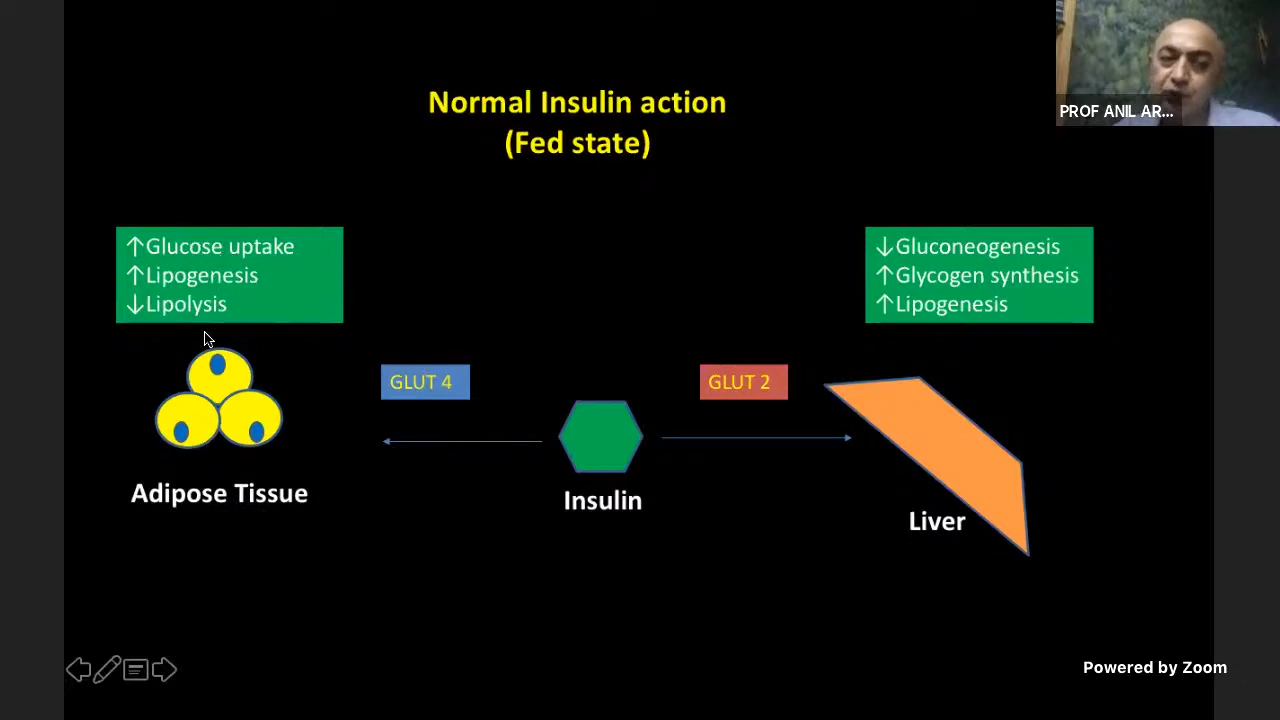 Normal Insulin action
(Fed state)
PROF ANIL AR...
↑Glucose uptake
↑Lipogenesis
↓Lipolysis
↓Gluconeogenesis
↑Glycogen synthesis
↑Lipogenesis
GLUT 4
GLUT 2
Adipose Tissue
Insulin
Liver
Powered by Zoom